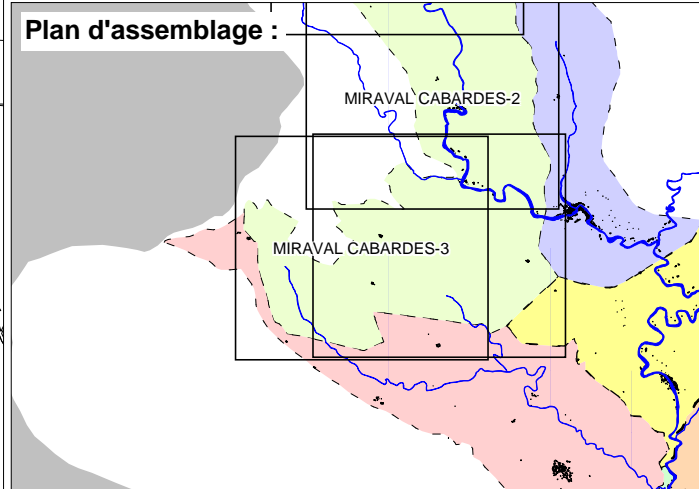 Plan d'assemblage :
MIRAVAL CABARDES-2
MIRAVAL CABARDES-3